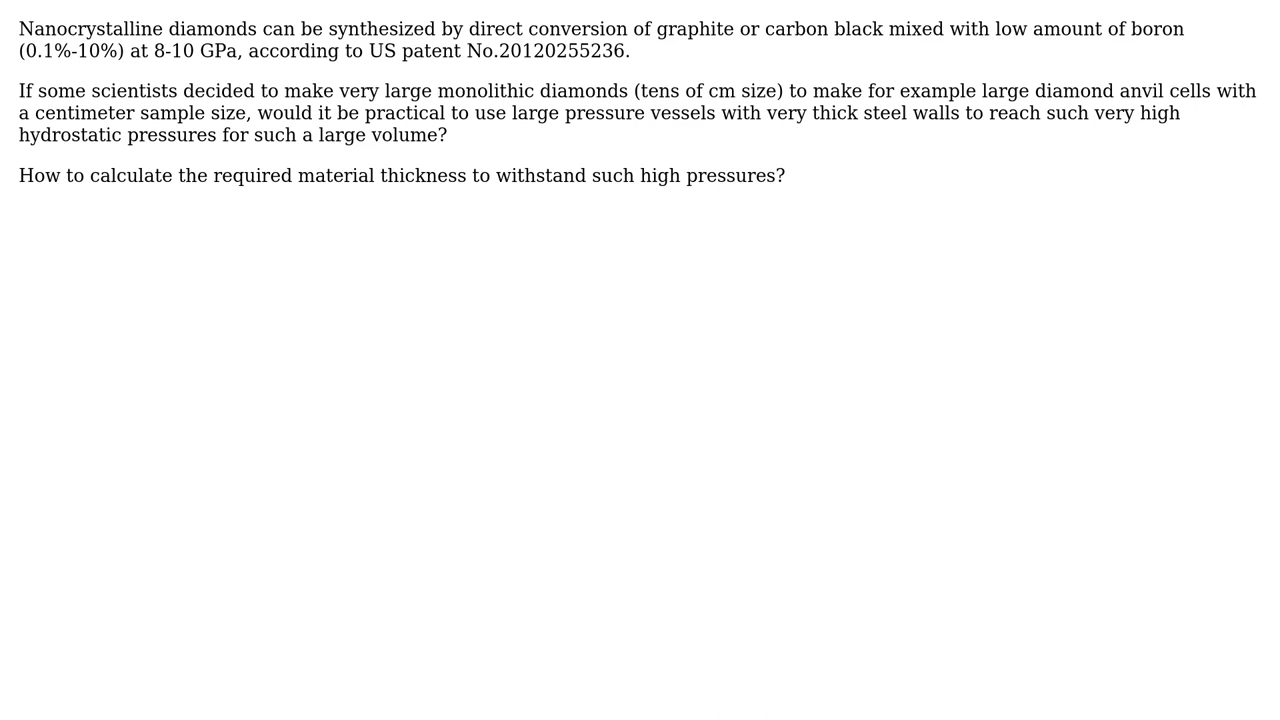 Nanocrystalline diamonds can be synthesized by direct conversion of graphite or carbon black mixed with low amount of boron
(0.1%-10%) at 8-10 GPa, according to US patent No.20120255236.
If some scientists decided to make very large monolithic diamonds (tens of cm size) to make for example large diamond anvil cells with
a centimeter sample size, would it be practical to use large pressure vessels with very thick steel walls to reach such very high
hydrostatic pressures for such a large volume?
How to calculate the required material thickness to withstand such high pressures?